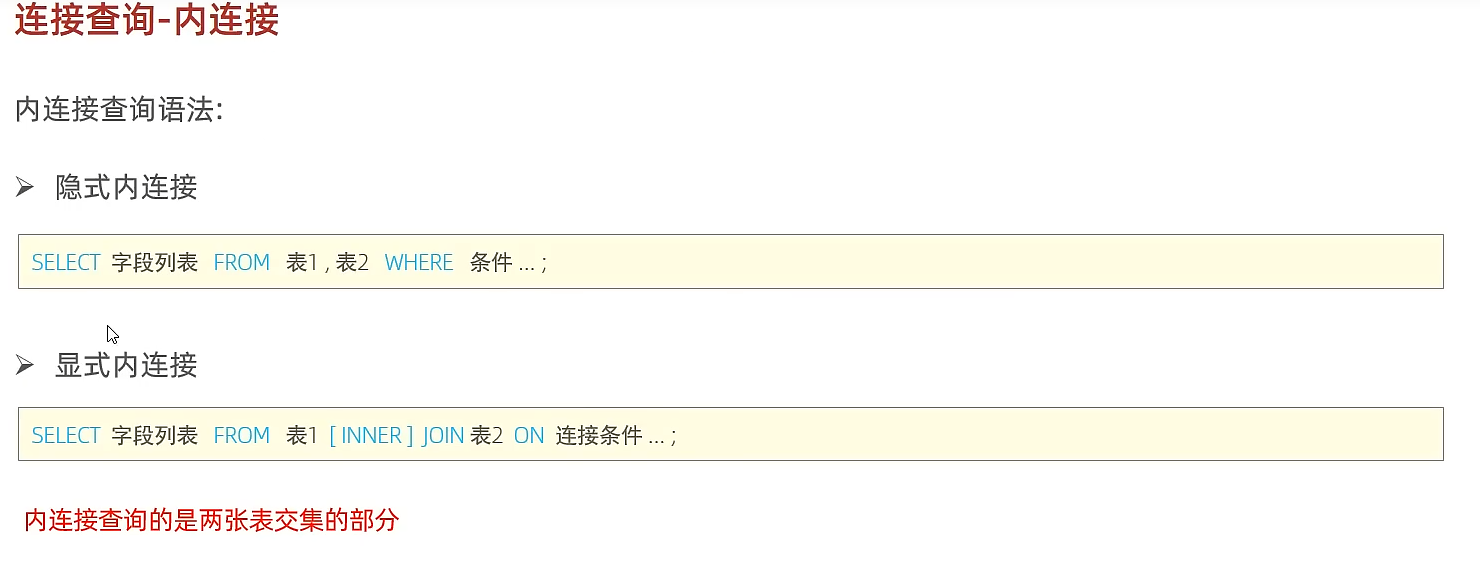 连接查询-内连接
内连接查询语法:
隐式内连接
SELECT 字段列表 FROM 表1 , 表2 WHERE 条件 ... ;
显式内连接
SELECT 字段列表 FROM 表1 [ INNER ] JOIN 表2 ON 连接条件 ... ;
内连接查询的是两张表交集的部分